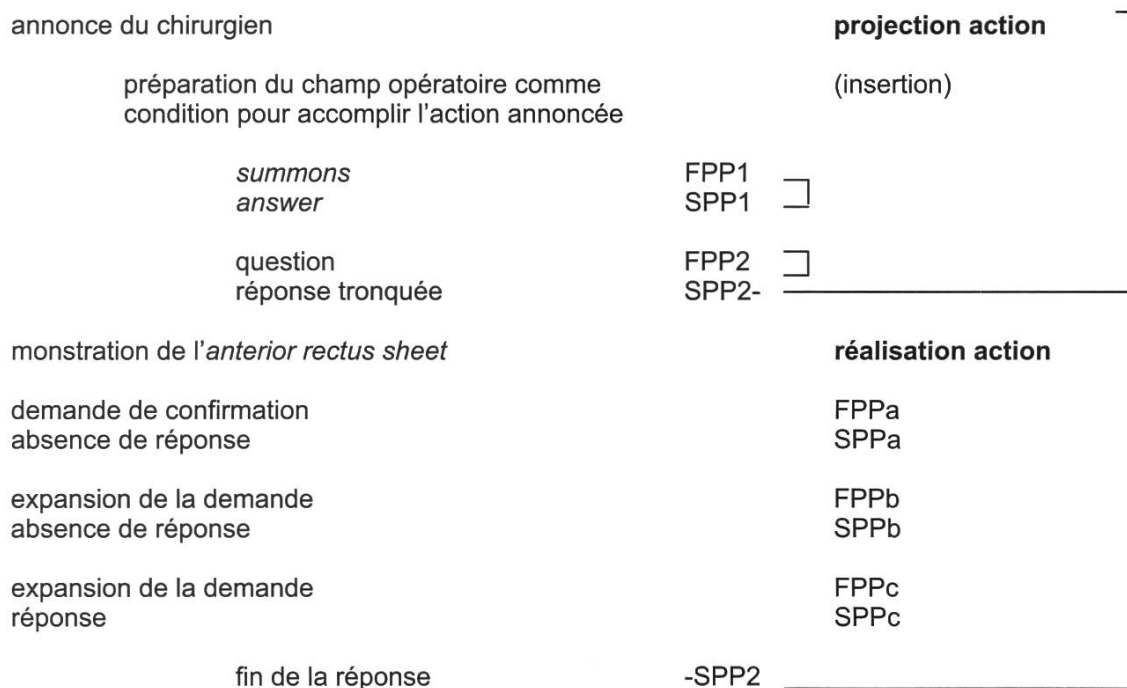 annonce du chirurgien projection action
préparation du champ opératoire comme (insertion)
condition pour accomplir l'action annoncée
summons FPP1
answer SPP1
question FPP2
réponse tronquée SPP2-
monstration de l'anterior rectus sheet réalisation action
demande de confirmation FPPa
absence de réponse SPPa
expansion de la demande FPPb
absence de réponse SPPb
expansion de la demande FPPc
réponse SPPc
fin de la réponse -SPP2